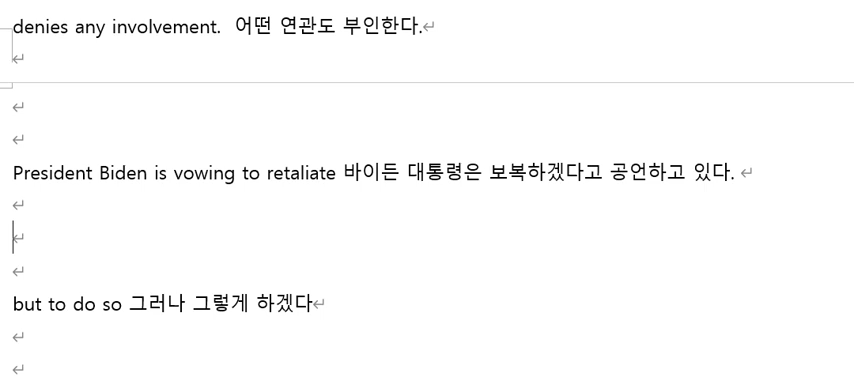 denies any involvement.  어떤 연관도 부인한다.
President Biden is vowing to retaliate 바이든 대통령은 보복하겠다고 공언하고 있다.
but to do so 그러나 그렇게 하겠다